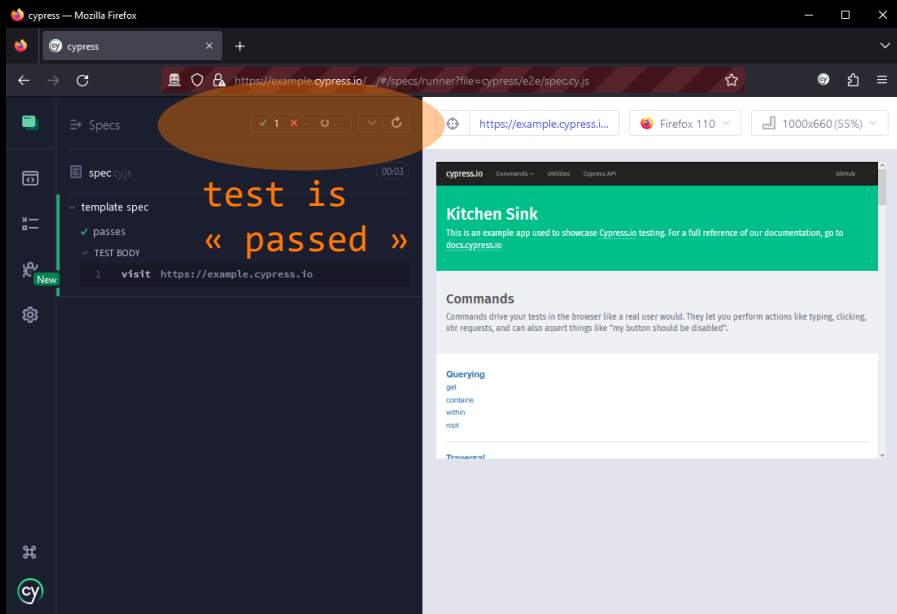 cypress — Mozilla Firefox
cypress
https://example.cypress.io/__/#/specs/runner?file=cypress/e2e/spec.cy.js
Specs
1 -- --
https://example.cypress.i...
Firefox 110
1000x660 (55%)
spec.cy.js
00:03
template spec
passes
TEST BODY
1 visit https://example.cypress.io
test is
« passed »
New
cy
cypress.io Commands Utilities Cypress API GitHub
Kitchen Sink
This is an example app used to showcase Cypress.io testing. For a full reference of our documentation, go to
docs.cypress.io
Commands
Commands drive your tests in the browser like a real user would. They let you perform actions like typing, clicking,
xhr requests, and can also assert things like "my button should be disabled".
Querying
get
contains
within
root
Traversal